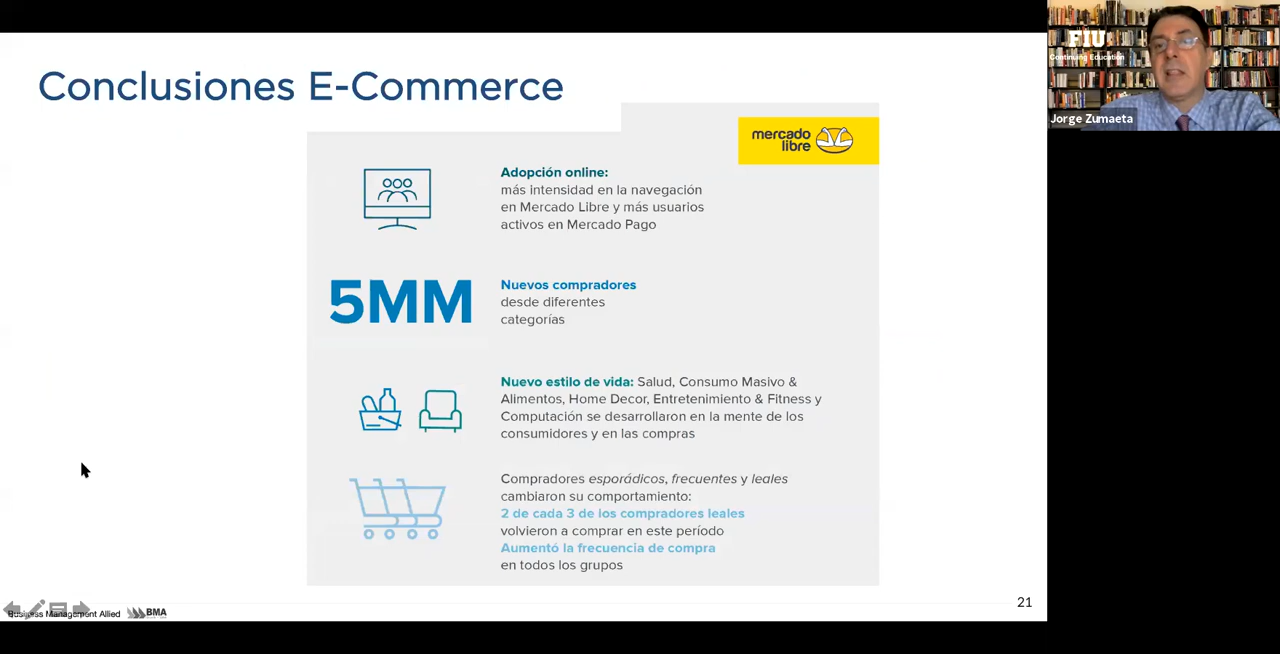 Conclusiones E-Commerce
mercado
libre
Adopción online:
más intensidad en la navegación
en Mercado Libre y más usuarios
activos en Mercado Pago
5MM
Nuevos compradores
desde diferentes
categorías
Nuevo estilo de vida: Salud, Consumo Masivo &
Alimentos, Home Decor, Entretenimiento & Fitness y
Computación se desarrollaron en la mente de los
consumidores y en las compras
Compradores esporádicos, frecuentes y leales
cambiaron su comportamiento:
2 de cada 3 de los compradores leales
volvieron a comprar en este período
Aumentó la frecuencia de compra
en todos los grupos
Business Management Allied
BMA
21
FIU
Continuing Education
Jorge Zumaeta